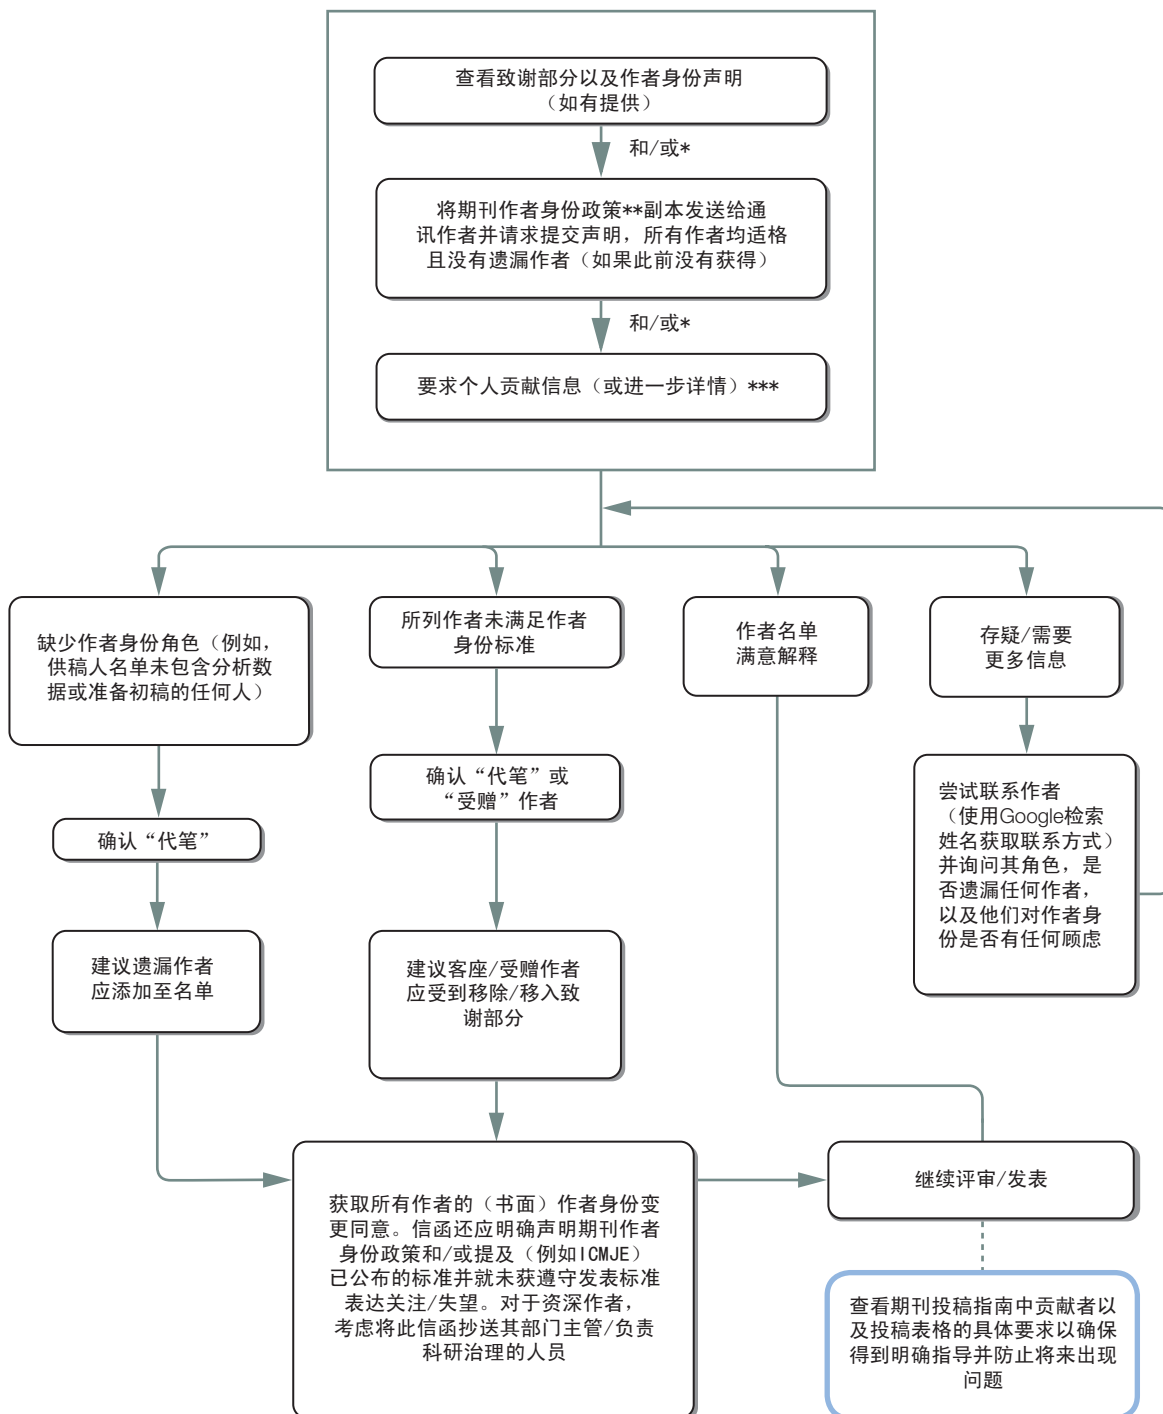 查看致谢部分以及作者身份声明
（如有提供）
和/或*
将期刊作者身份政策**副本发送给通
讯作者并请求提交声明，所有作者均适格
且没有遗漏作者（如果此前没有获得）
和/或*
要求个人贡献信息（或进一步详情）***
缺少作者身份角色（例如，
供稿人名单未包含分析数
据或准备初稿的任何人）
所列作者未满足作者
身份标准
作者名单
满意解释
存疑/需要
更多信息
确认“代笔”或
“受赠”作者
尝试联系作者
（使用Google检索
姓名获取联系方式）
并询问其角色，是
否遗漏任何作者，
以及他们对作者身
份是否有任何顾虑
确认“代笔”
建议遗漏作者
应添加至名单
建议客座/受赠作者
应受到移除/移入致
谢部分
获取所有作者的（书面）作者身份变
更同意。信函还应明确声明期刊作者
身份政策和/或提及（例如ICMJE）
已公布的标准并就未获遵守发表标准
表达关注/失望。对于资深作者，
考虑将此信函抄送其部门主管/负责
科研治理的人员
继续评审/发表
查看期刊投稿指南中贡献者以
及投稿表格的具体要求以确保
得到明确指导并防止将来出现
问题